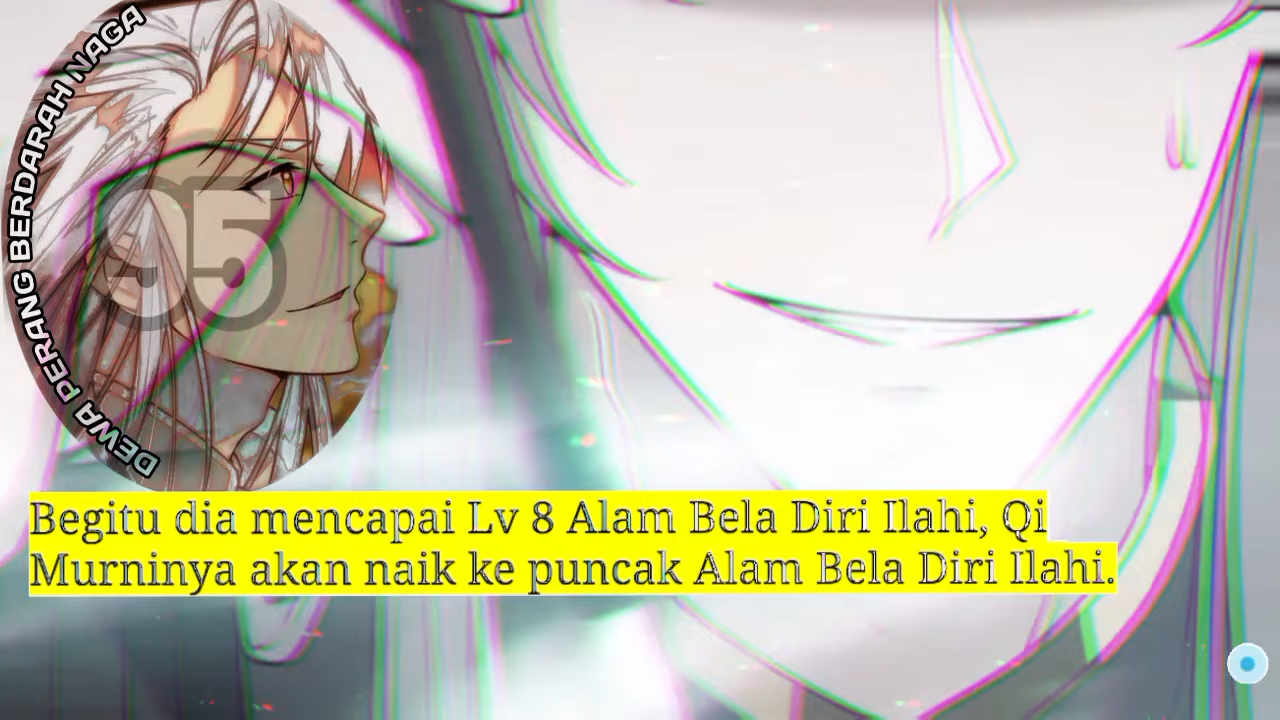 DEWA PERANG BERDARAH NAGA
95
Begitu dia mencapai Lv 8 Alam Bela Diri Ilahi, Qi
Murninya akan naik ke puncak Alam Bela Diri Ilahi.